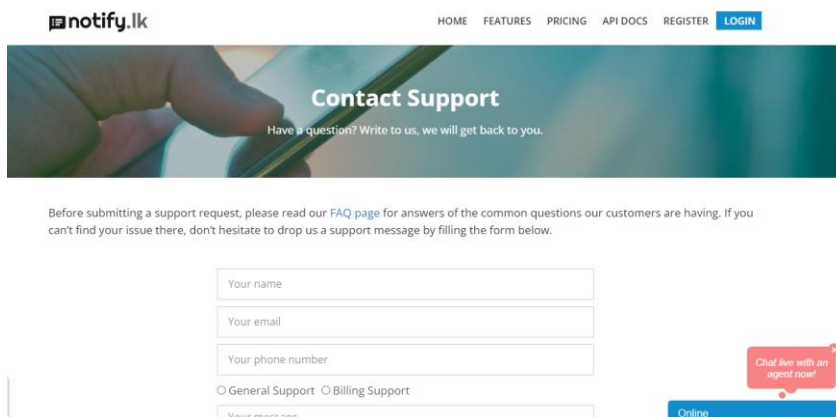 notify.lk
HOME FEATURES PRICING API DOCS REGISTER LOGIN
Contact Support
Have a question? Write to us, we will get back to you.
Before submitting a support request, please read our FAQ page for answers of the common questions our customers are having. If you
can't find your issue there, don't hesitate to drop us a support message by filling the form below.
Your name
Your email
Your phone number
General Support Billing Support
Your message
Chat live with an
agent now!
Online